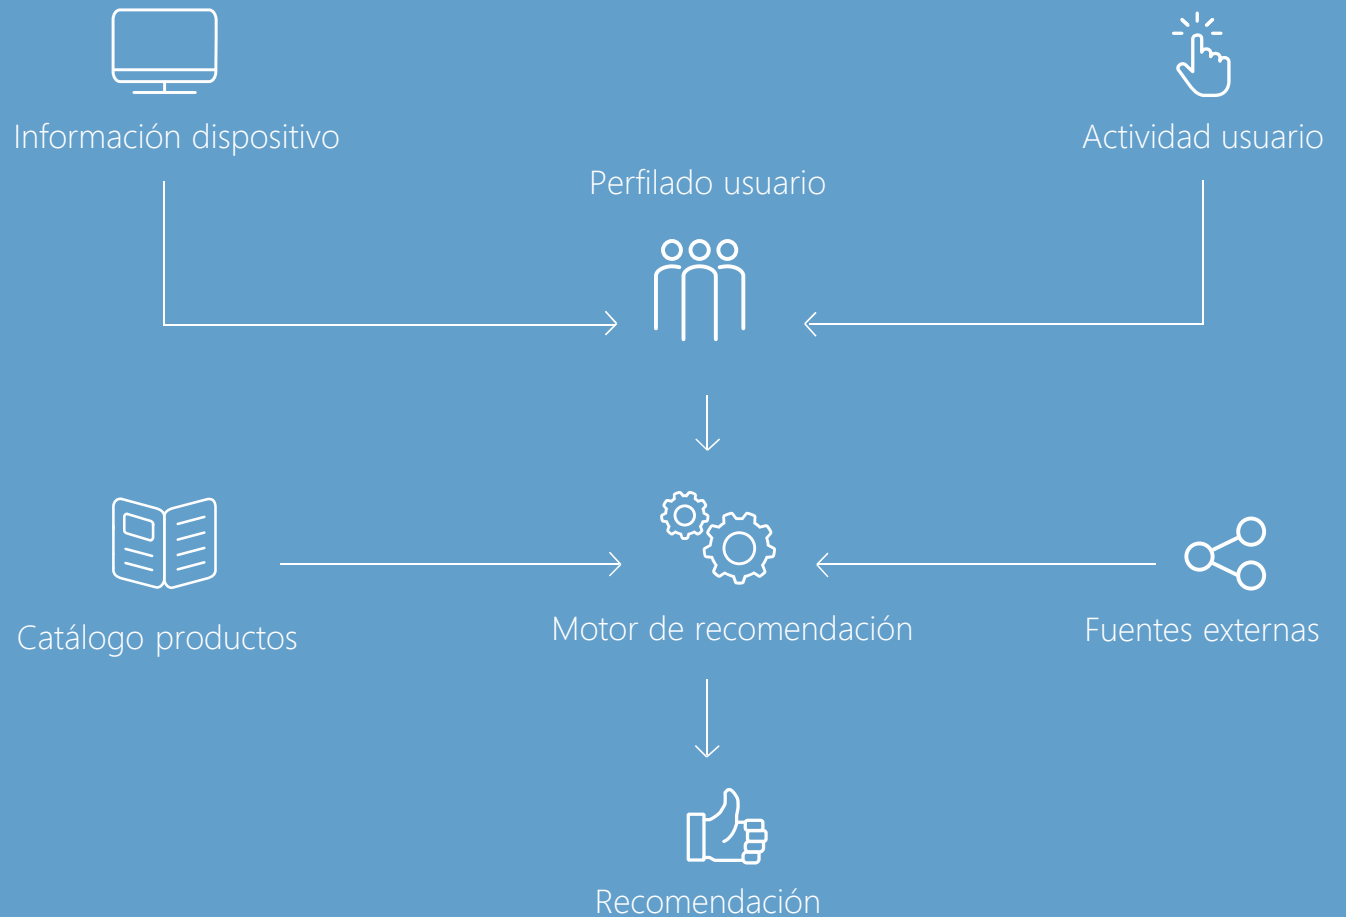 Información dispositivo
Actividad usuario
Perfilado usuario
Catálogo productos
Motor de recomendación
Fuentes externas
Recomendación